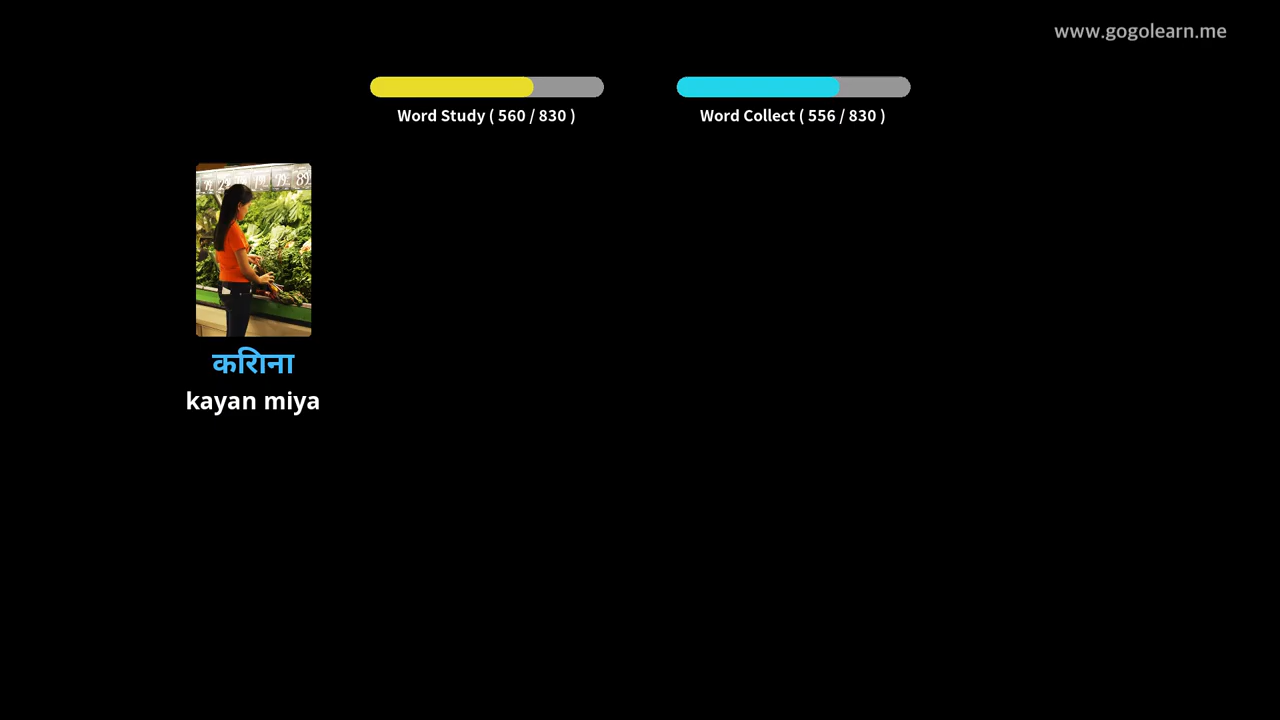 www.gogolearn.me
Word Study ( 560 / 830 )
Word Collect ( 556 / 830 )
करिाना
kayan miya